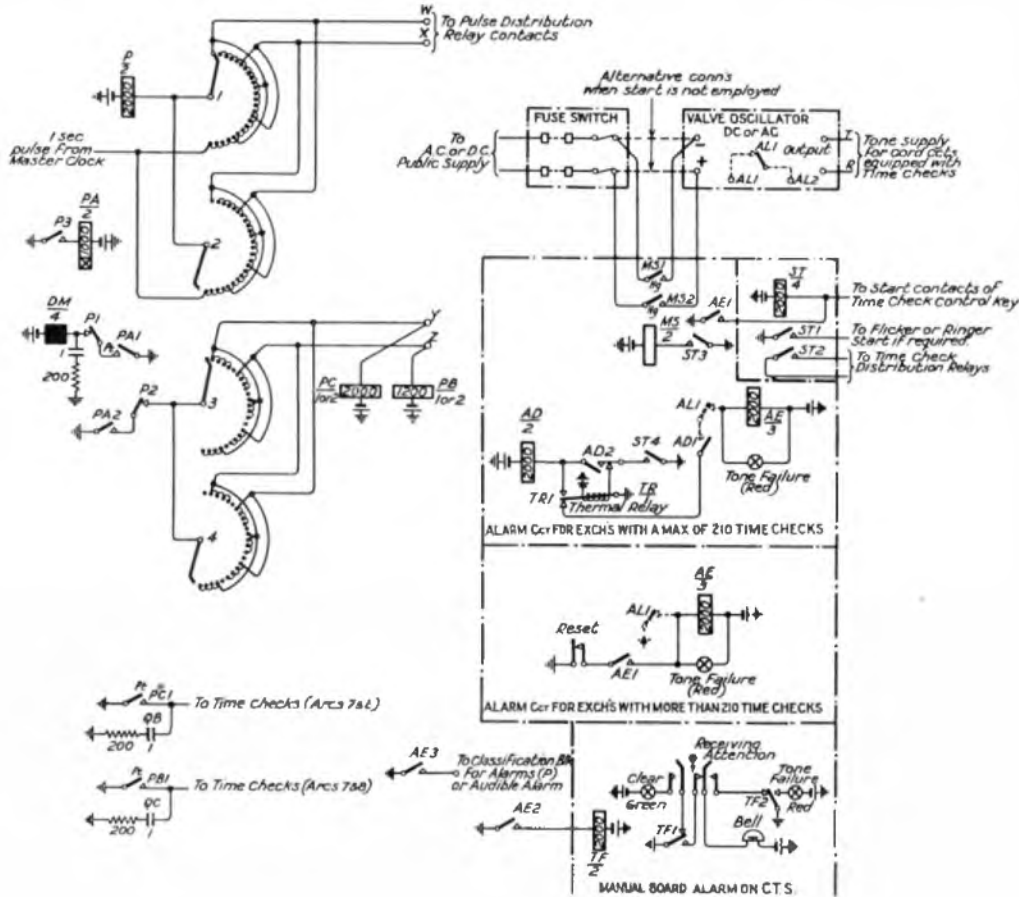 W
X
To Pulse Distribution
Relay Contacts
P
3
200
1
1 sec
pulse From
Master Clock
PA
2
P3
2
DM
4
P1
PA1
1
200
P2
PA2
3
4
Y
Z
PC
1or2
2000
PB
1or2
1200
Alternative conn's
when start is not employed
FUSE SWITCH
VALVE OSCILLATOR
DC or AC
To
A.C. or D.C.
Public Supply
-
+
AL1 output
AL1
AL2
T
R
Tone supply
for Cord CCTS
equipped with
Time Checks
MS1
MS2
MS
2
ST3
AE1
ST
4
ST1
ST2
To Start contacts of
Time Check Control Key
To Flicker or Ringer
Start if required.
To Time Check
Distribution Relays
AD
2
AD2
ST4
AD1
AL1
AE
3
TR1
TR
1
Thermal Relay
Tone Failure
(Red)
ALARM CCT FOR EXCH'S WITH A MAX OF 210 TIME CHECKS
AE
3
AL1
Reset
AE1
Tone Failure
(Red)
ALARM CCT FOR EXCH'S WITH MORE THAN 210 TIME CHECKS
Pt
PC1
To Time Checks (Arcs 7&
QB
200
1
Pt
PB1
To Time Checks (Arcs 7&8)
QC
200
1
AE3
To Classification
For Alarms (P)
or Audible Alarm
AE2
TF
2
Receiving
Attention
Clear
Green
Tone
Failure
Red
TF2
TF1
Bell
MANUAL BOARD ALARM ON C.T.S.